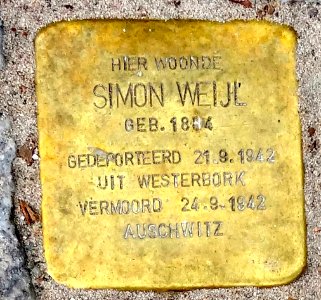 HIER WOONDE
SIMON WEIJL
GEB. 1884
GEDEPORTEERD 21.9.1942
UIT WESTERBORK
VERMOORD 24.9.1942
AUSCHWITZ